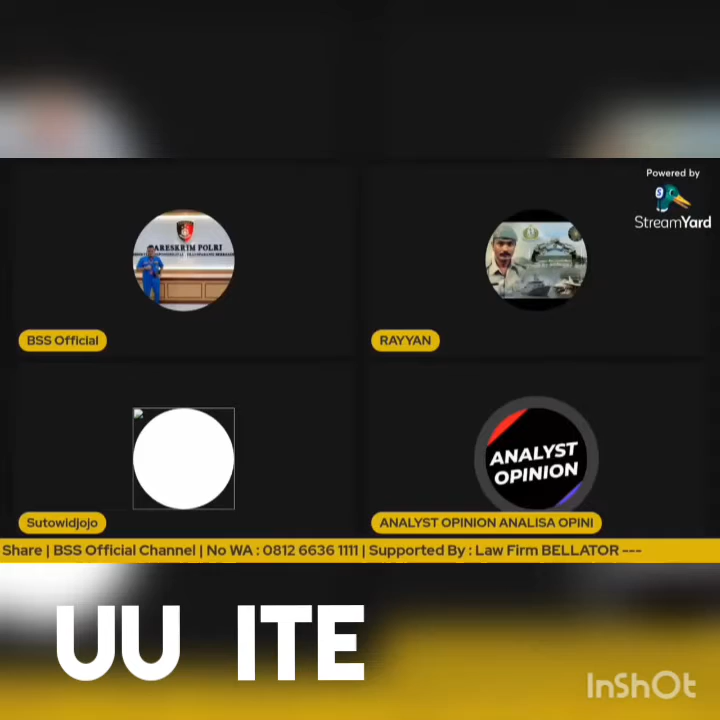 Powered by
StreamYard
ARESKRIM POLRI
BSS Official
RAYYAN
ANALYST
OPINION
Sutowidjojo
ANALYST OPINION ANALISA OPINI
Share | BSS Official Channel | No WA : 0812 6636 1111 | Supported By : Law Firm BELLATOR ---
UU ITE
InShOt